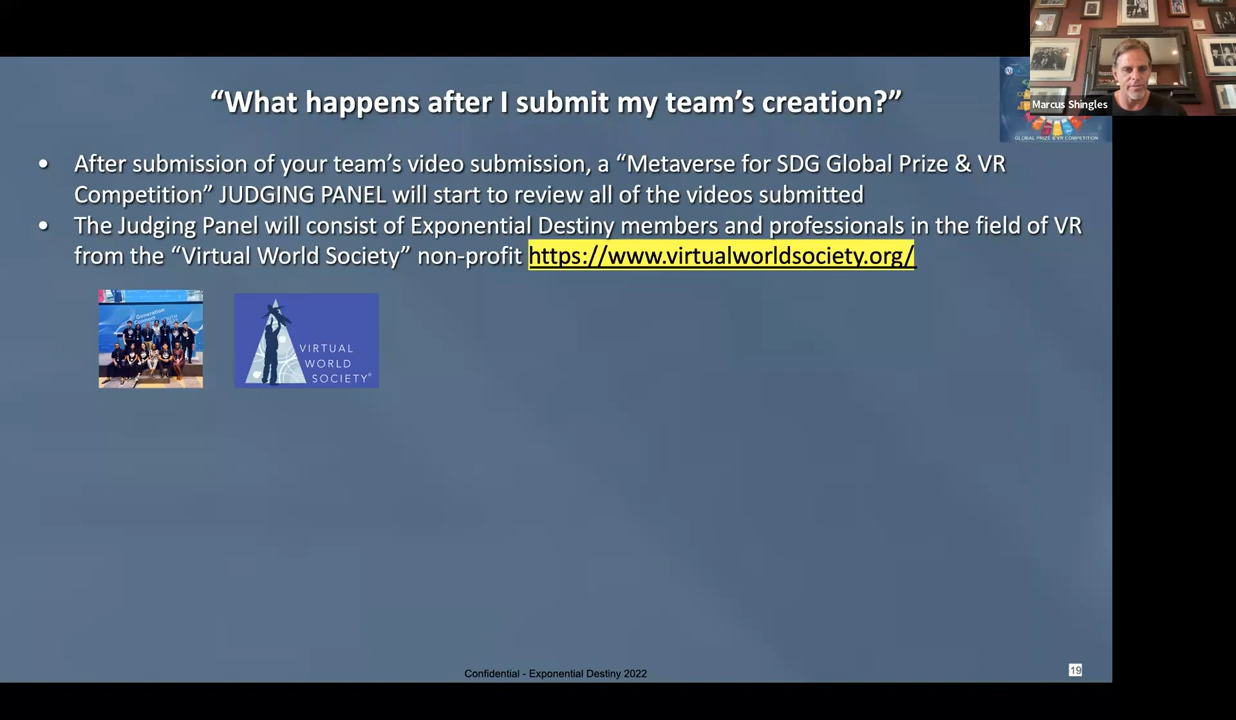 “What happens after I submit my team’s creation?”
Marcus Shingles
GLOBAL PRIZE & VR COMPETITION
• After submission of your team’s video submission, a “Metaverse for SDG Global Prize & VR
Competition” JUDGING PANEL will start to review all of the videos submitted
• The Judging Panel will consist of Exponential Destiny members and professionals in the field of VR
from the “Virtual World Society” non-profit https://www.virtualworldsociety.org/
Generation
Connect
VIRTUAL
WORLD
SOCIETY®
Confidential - Exponential Destiny 2022
19